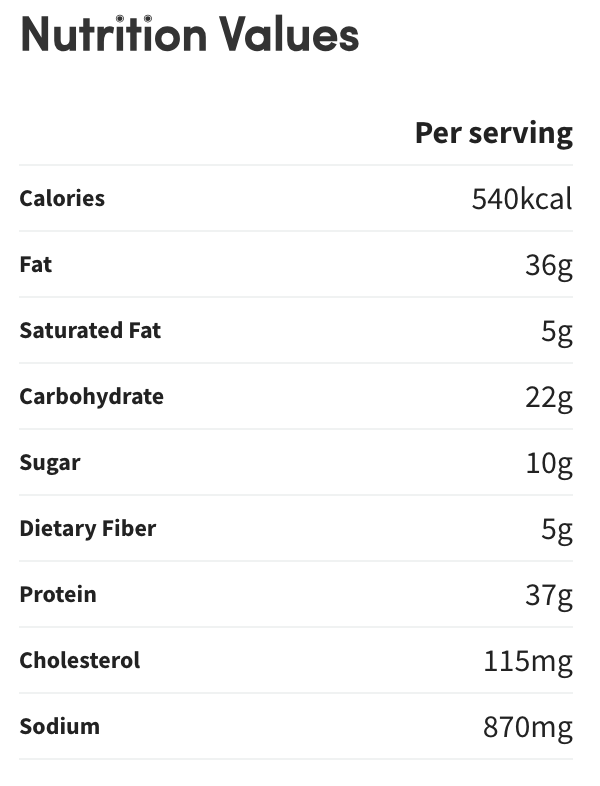 Nutrition Values
Per serving
Calories 540kcal
Fat 36g
Saturated Fat 5g
Carbohydrate 22g
Sugar 10g
Dietary Fiber 5g
Protein 37g
Cholesterol 115mg
Sodium 870mg